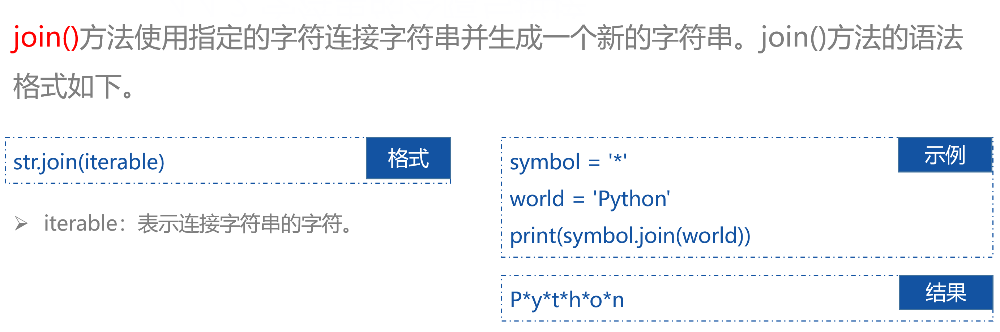 join()方法使用指定的字符连接字符串并生成一个新的字符串。join()方法的语法
格式如下。
str.join(iterable)
格式
iterable：表示连接字符串的字符。
示例
symbol = '*'
world = 'Python'
print(symbol.join(world))
结果
P*y*t*h*o*n